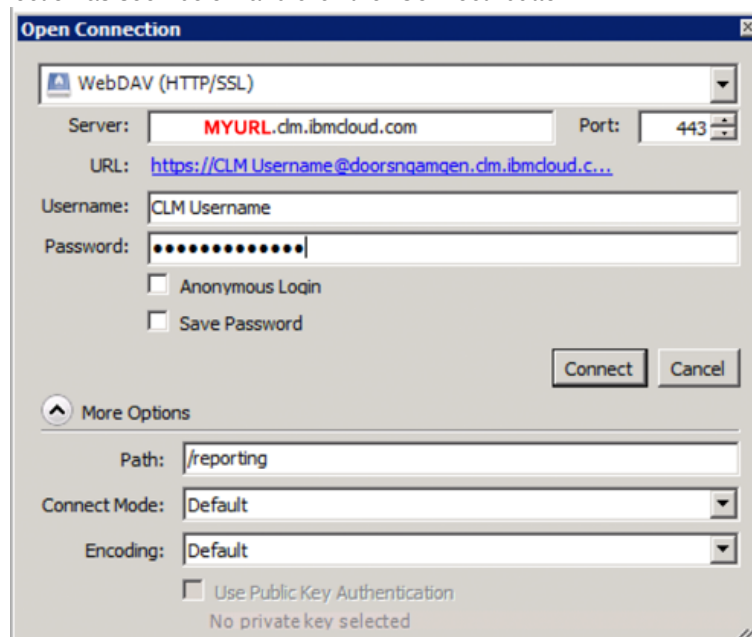 Open Connection
WebDAV (HTTP/SSL)
Server: MYURL.clm.ibmcloud.com Port: 443
URL: https://CLM Username@doorsngamgen.clm.ibmcloud.c...
Username: CLM Username
Password: •••••••••••••
Anonymous Login
Save Password
Connect Cancel
More Options
Path: /reporting
Connect Mode: Default
Encoding: Default
Use Public Key Authentication
No private key selected